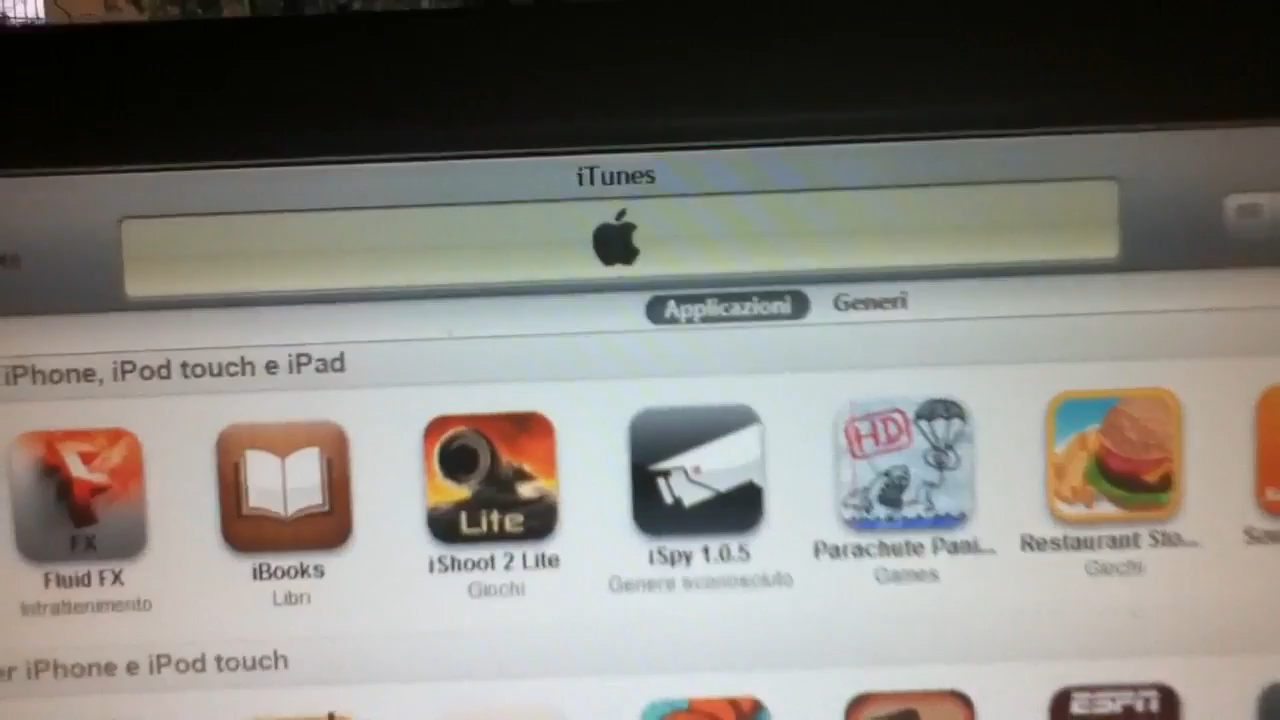 iTunes
Applicazioni Generi
iPhone, iPod touch e iPad
HD
FX
Lite
Fluid FX
iBooks
iShoot 2 Lite
iSpy 1.0.5
Parachute Pani...
Restaurant Sto...
Intrattenimento
Libri
Giochi
Genere sconosciuto
Games
Giochi
er iPhone e iPod touch
ESPN